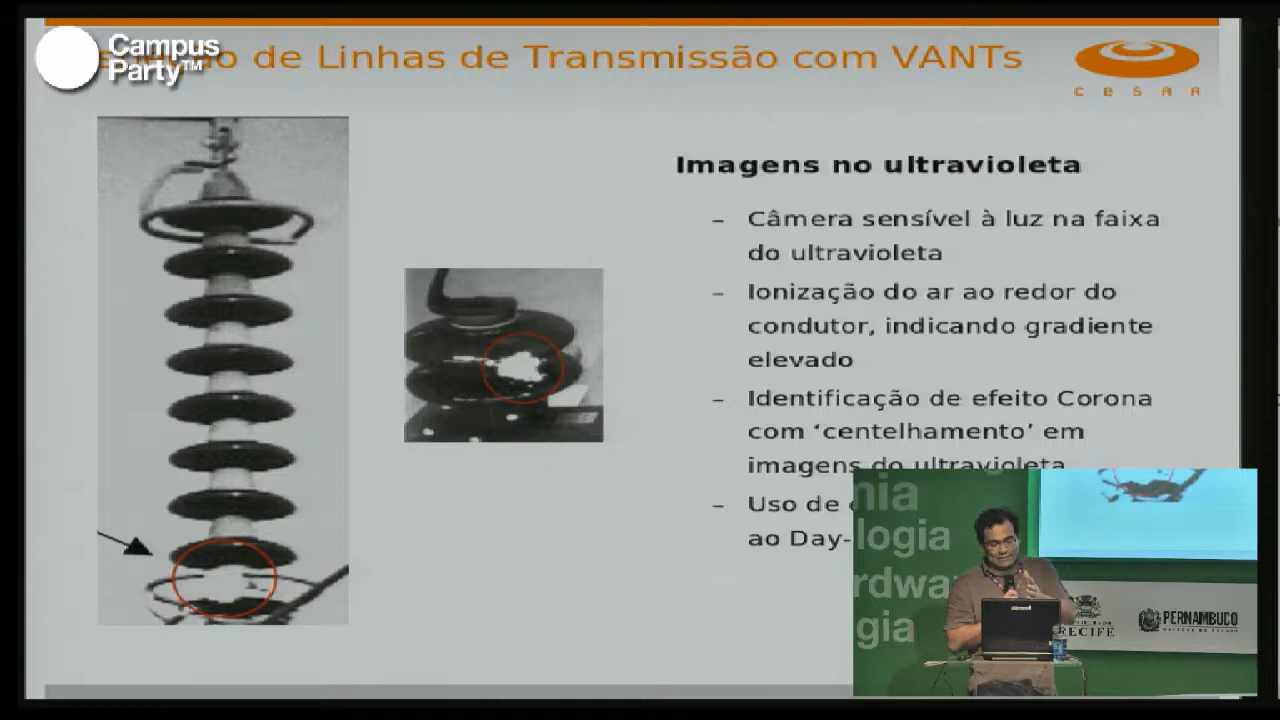 Campus
Party™
de Linhas de Transmissão com VANTs
CESAR
Imagens no ultravioleta
– Câmera sensível à luz na faixa
do ultravioleta
– Ionização do ar ao redor do
condutor, indicando gradiente
elevado
– Identificação de efeito Corona
com ‘centelhamento’ em
imagens do ultravioleta
– Uso de
ao Day-
nia
logia
rdwa
gia
RECIFE
PERNAMBUCO